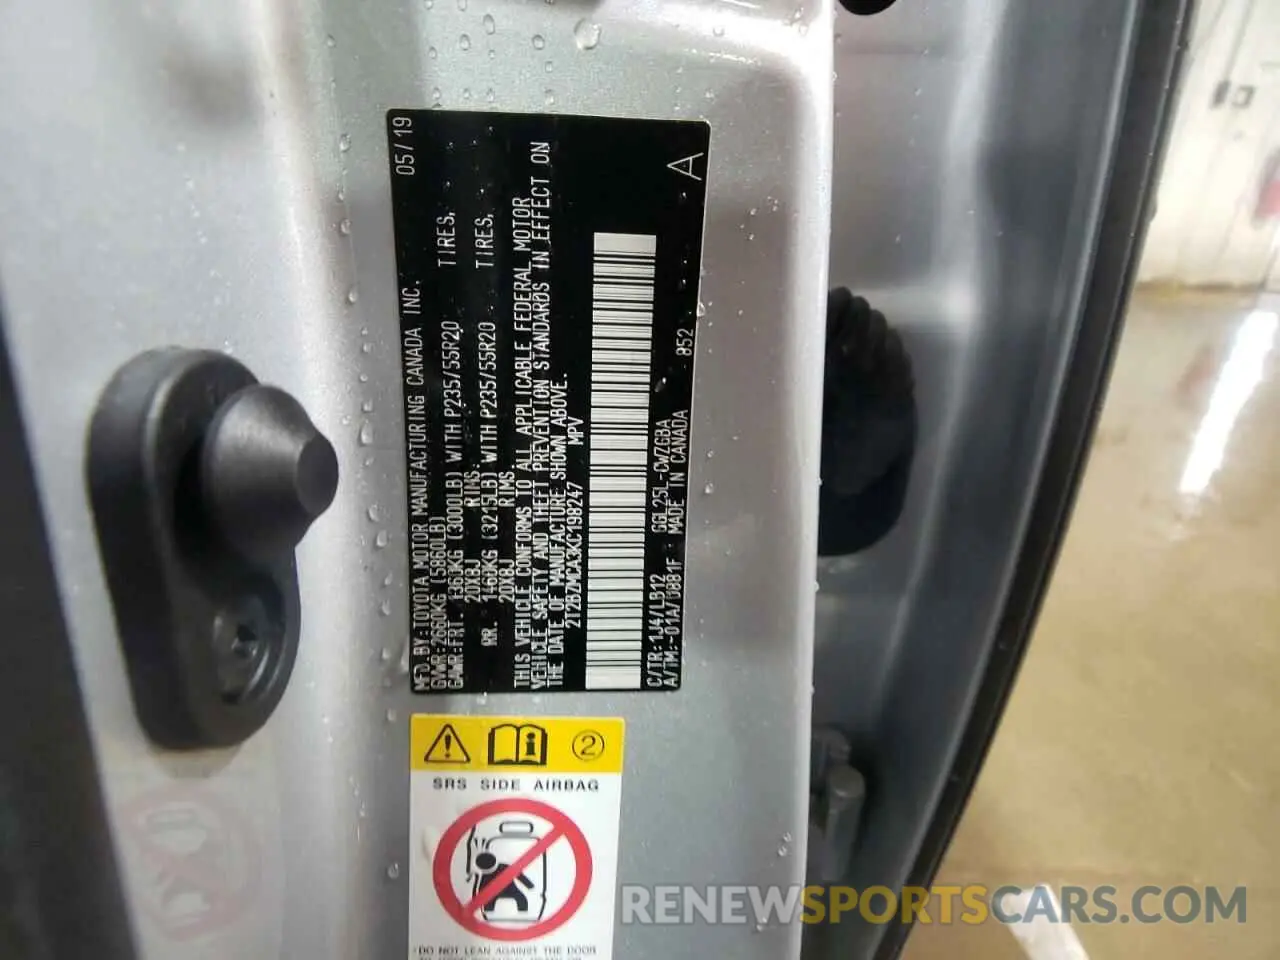 MFD.BY:TOYOTA MOTOR MANUFACTURING CANADA INC. 05/19
GVWR:2660KG (5860LB)
GAWR:FRT. 1360KG (3000LB) WITH P235/55R20 TIRES,
20X8J RIMS.
RR. 1460KG (3215LB) WITH P235/55R20 TIRES,
20X8J RIMS.
THIS VEHICLE CONFORMS TO ALL APPLICABLE FEDERAL MOTOR
VEHICLE SAFETY AND THEFT PREVENTION STANDARDS IN EFFECT ON
THE DATE OF MANUFACTURE SHOWN ABOVE.
2T2BZMCA3KC198247 MPV
C/TR:1J4/LB12 GGL25L-CWZGBA 852
A/TM:-01A/D881F MADE IN CANADA A
2
SRS SIDE AIRBAG
DO NOT LEAN AGAINST THE DOOR
RENEWSPORTSCARS.COM